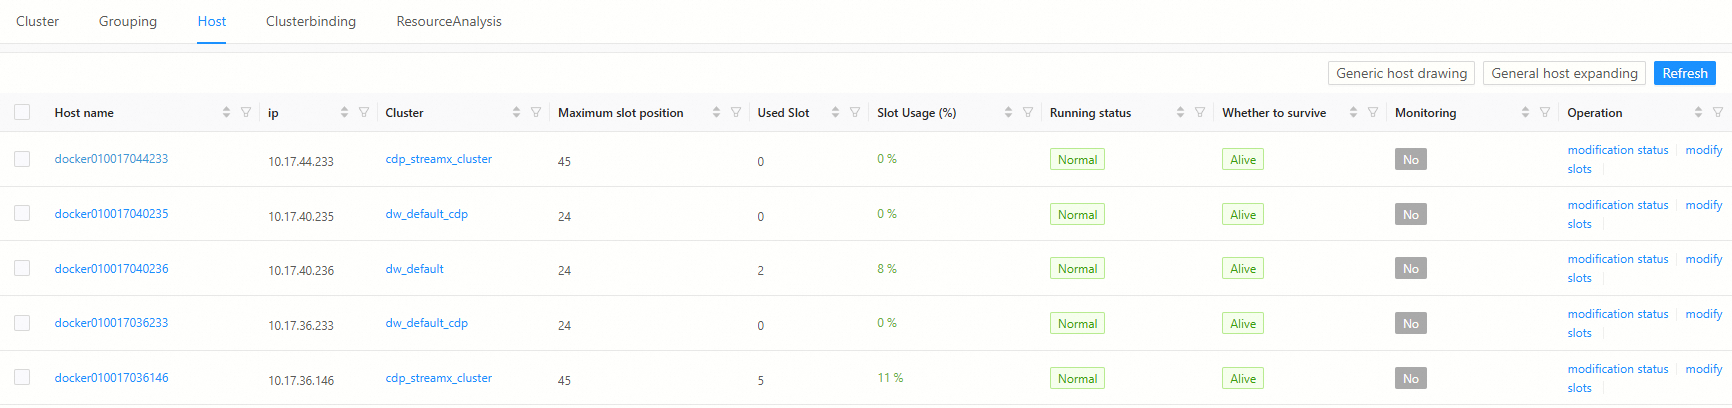 Cluster Grouping Host Clusterbinding ResourceAnalysis
Generic host drawing General host expanding Refresh
Host name ip Cluster Maximum slot position Used Slot Slot Usage (%) Running status Whether to survive Monitoring Operation
docker010017044233 10.17.44.233 cdp_streamx_cluster 45 0 0 % Normal Alive No modification status modify
slots
docker010017040235 10.17.40.235 dw_default_cdp 24 0 0 % Normal Alive No modification status modify
slots
docker010017040236 10.17.40.236 dw_default 24 2 8 % Normal Alive No modification status modify
slots
docker010017036233 10.17.36.233 dw_default_cdp 24 0 0 % Normal Alive No modification status modify
slots
docker010017036146 10.17.36.146 cdp_streamx_cluster 45 5 11 % Normal Alive No modification status modify
slots